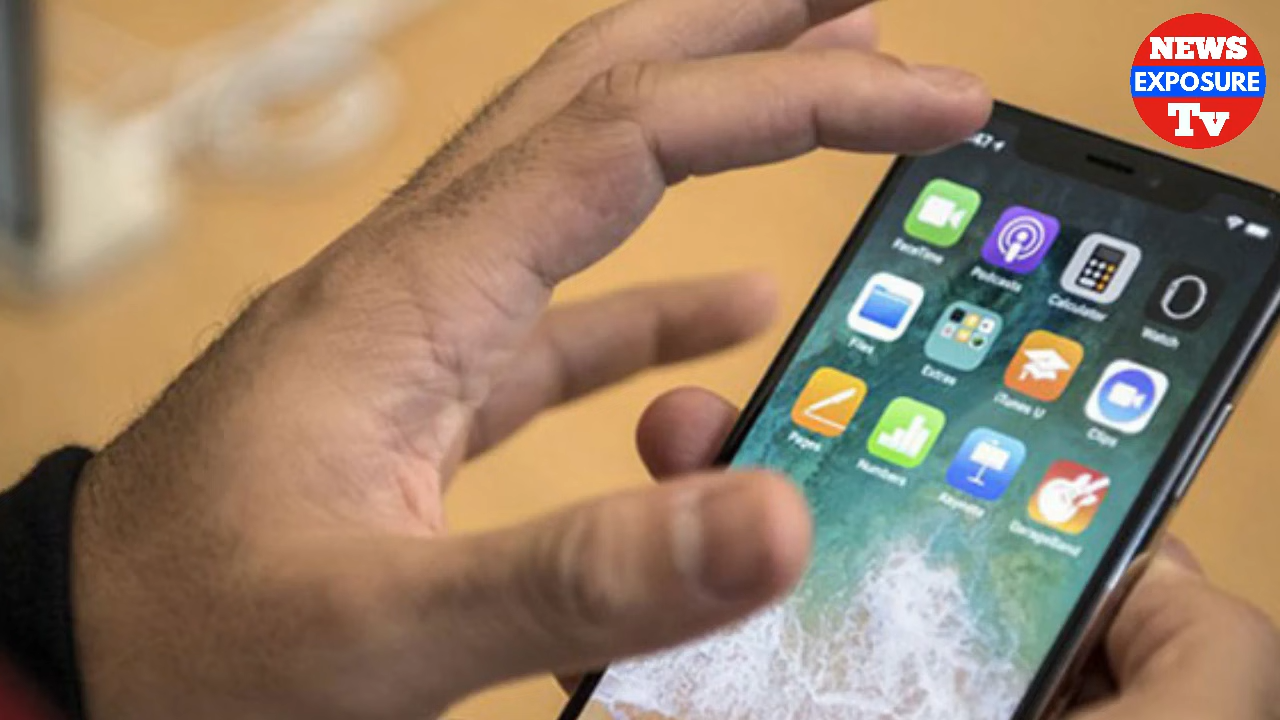 NEWS
EXPOSURE
Tv
FaceTime
Podcasts
Calculator
Watch
Files
Extras
iTunes U
Clips
Pages
Numbers
Keynote
GarageBand